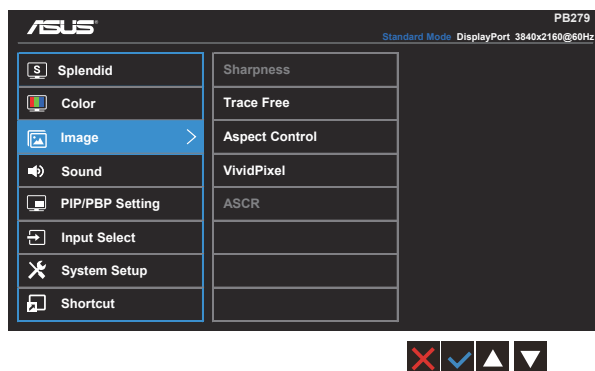 ASUS
PB279
Standard Mode DisplayPort 3840x2160@60Hz
S Splendid
Color
Image
Sound
PIP/PBP Setting
Input Select
System Setup
Shortcut
Sharpness
Trace Free
Aspect Control
VividPixel
ASCR